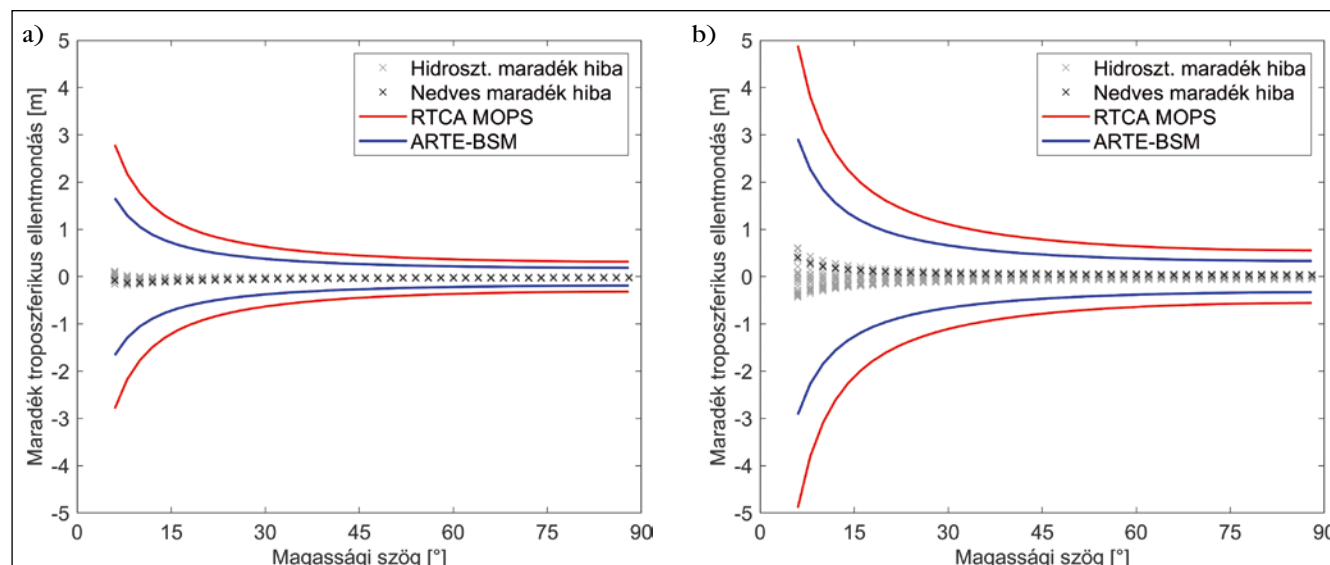 a)
Maradék troposzferikus ellentmondás [m]
5
4
3
2
1
0
-1
-2
-3
-4
-5
Hidroszt. maradék hiba
Nedves maradék hiba
RTCA MOPS
ARTE-BSM
0 15 30 45 60 75 90
Magassági szög [°]
b)
Maradék troposzferikus ellentmondás [m]
5
4
3
2
1
0
-1
-2
-3
-4
-5
Hidroszt. maradék hiba
Nedves maradék hiba
RTCA MOPS
ARTE-BSM
0 15 30 45 60 75 90
Magassági szög [°]